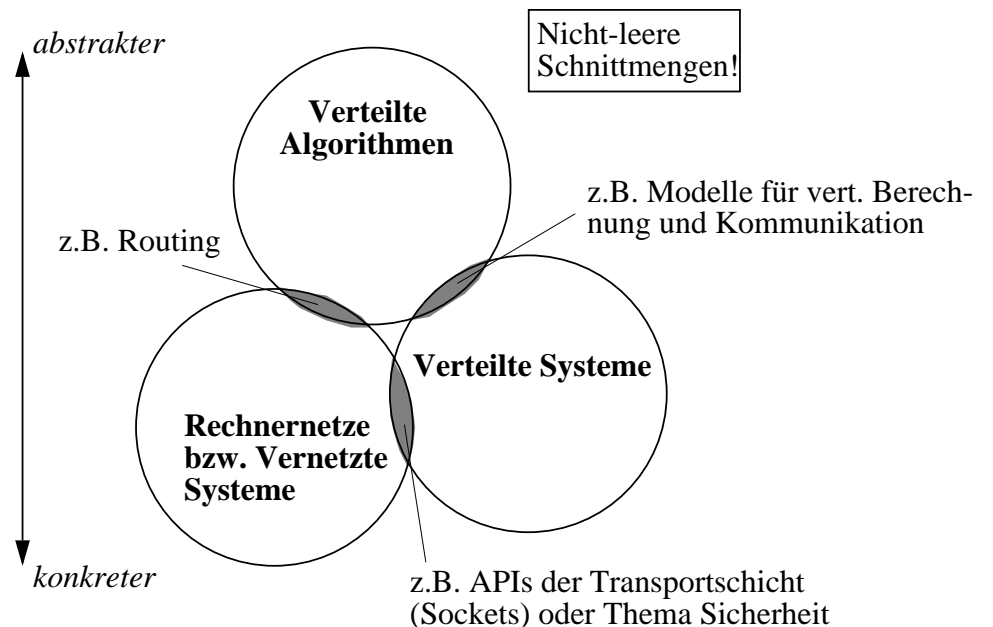 abstrakter
Nicht-leere
Schnittmengen!
Verteilte
Algorithmen
z.B. Modelle für vert. Berech-
nung und Kommunikation
z.B. Routing
Verteilte Systeme
Rechnernetze
bzw. Vernetzte
Systeme
konkreter
z.B. APIs der Transportschicht
(Sockets) oder Thema Sicherheit